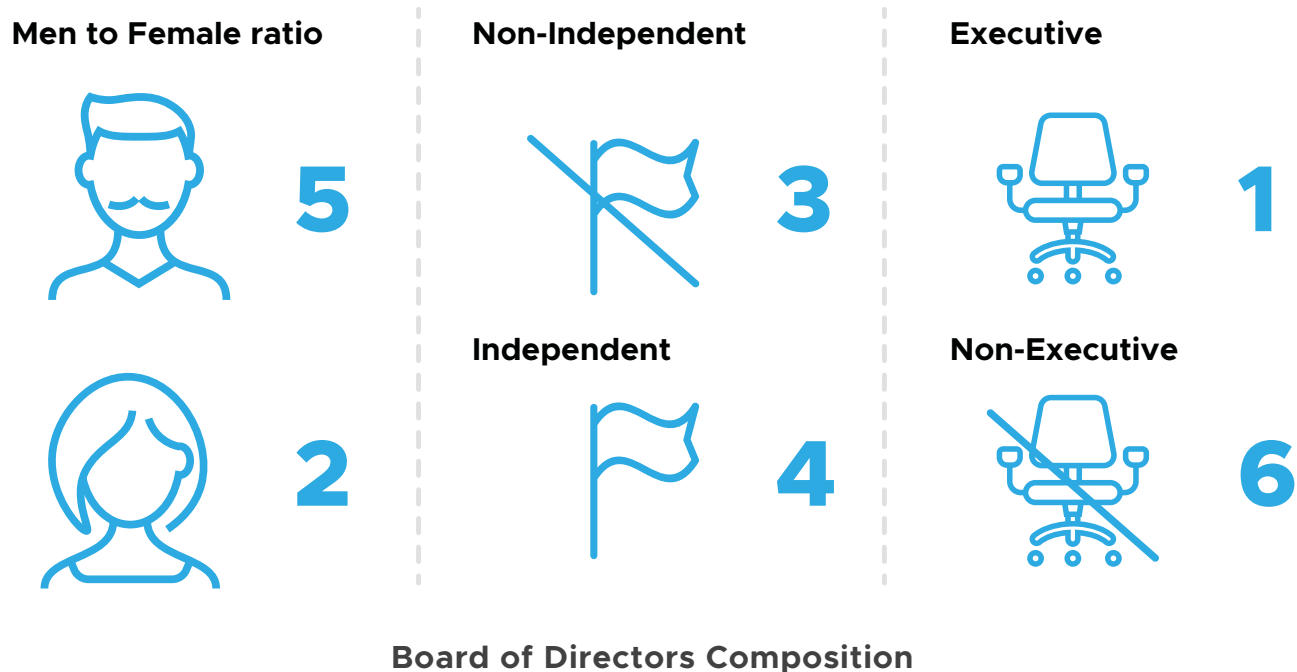 Men to Female ratio
5
2
Non-Independent
3
Independent
4
Executive
1
Non-Executive
6
Board of Directors Composition